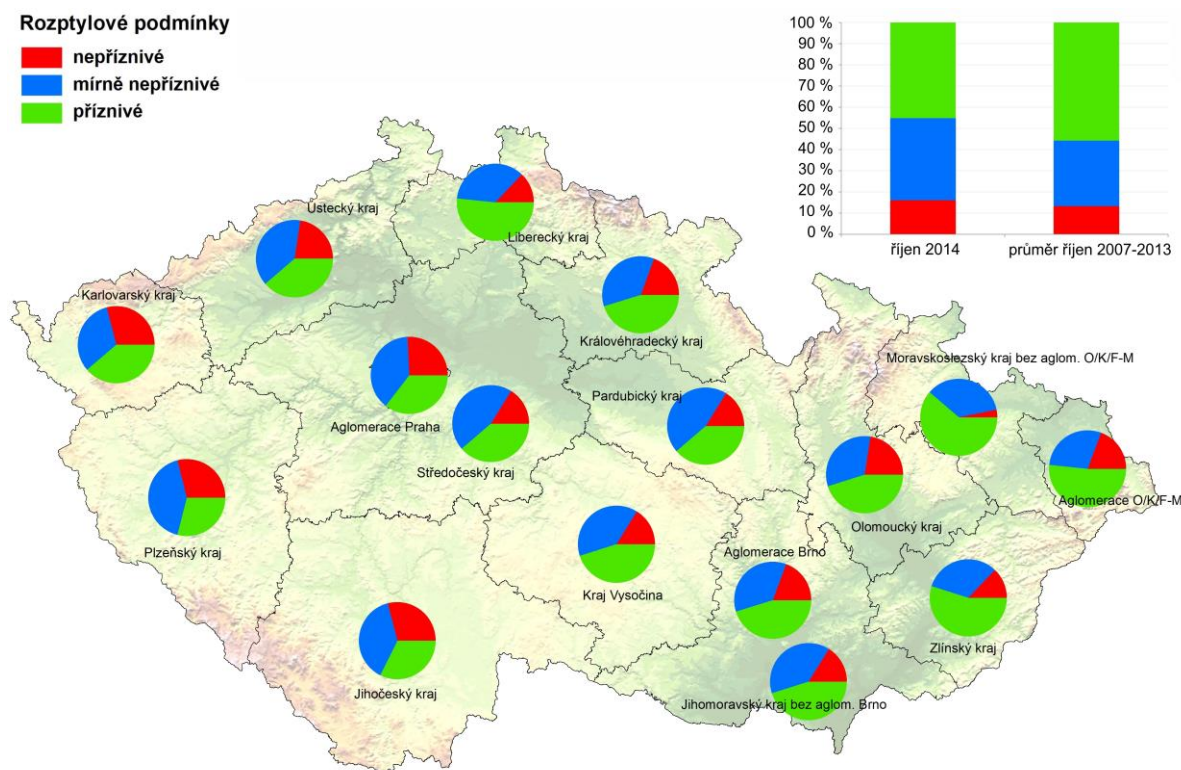 Rozptylové podmínky
nepříznivé
mírně nepříznivé
příznivé
100 %
90 %
80 %
70 %
60 %
50 %
40 %
30 %
20 %
10 %
0 %
říjen 2014
průměr říjen 2007-2013
Ústecký kraj
Liberecký kraj
Karlovarský kraj
Královéhradecký kraj
Moravskoslezský kraj bez aglom. O/K/F-M
Pardubický kraj
Aglomerace Praha
Středočeský kraj
Aglomerace O/K/F-M
Olomoucký kraj
Plzeňský kraj
Aglomerace Brno
Kraj Vysočina
Zlínský kraj
Jihočeský kraj
Jihomoravský kraj bez aglom. Brno